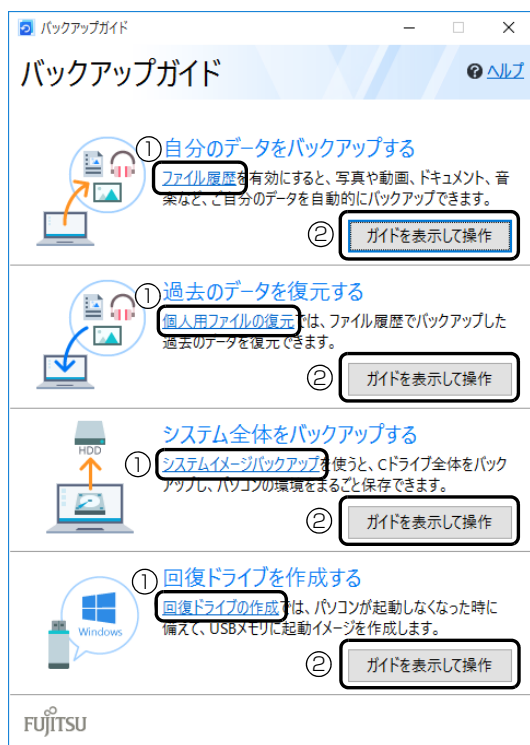 バックアップガイド
バックアップガイド
ヘルプ
①自分のデータをバックアップする
ファイル履歴を有効にすると、写真や動画、ドキュメント、音
楽など、ご自分のデータを自動的にバックアップできます。
② ガイドを表示して操作
①過去のデータを復元する
個人用ファイルの復元では、ファイル履歴でバックアップした
過去のデータを復元できます。
② ガイドを表示して操作
HDD
システム全体をバックアップする
①システムイメージバックアップを使うと、Cドライブ全体をバック
アップし、パソコンの環境をまるごと保存できます。
② ガイドを表示して操作
①回復ドライブを作成する
Windows
回復ドライブの作成では、パソコンが起動しなくなった時に
備えて、USBメモリに起動イメージを作成します。
② ガイドを表示して操作
FUJITSU